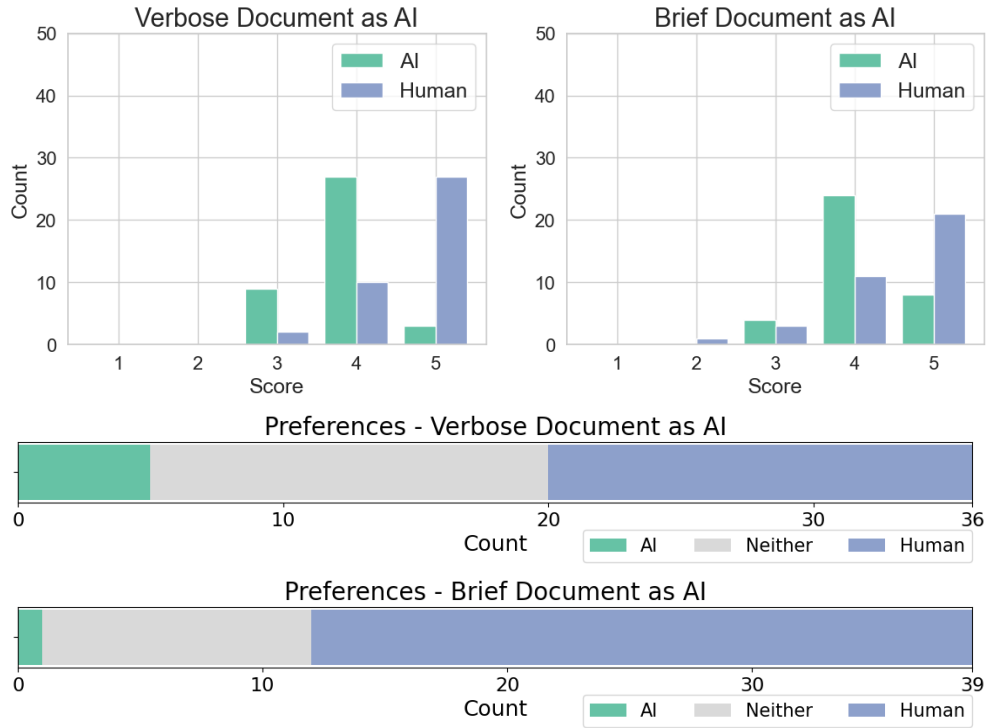 Verbose Document as AI
50
40
30
20
10
0
Count
AI
Human
1 2 3 4 5
Score
Brief Document as AI
50
40
30
20
10
0
Count
AI
Human
1 2 3 4 5
Score
Preferences - Verbose Document as AI
0 10 20 30 36
Count
AI Neither Human
Preferences - Brief Document as AI
0 10 20 30 39
Count
AI Neither Human